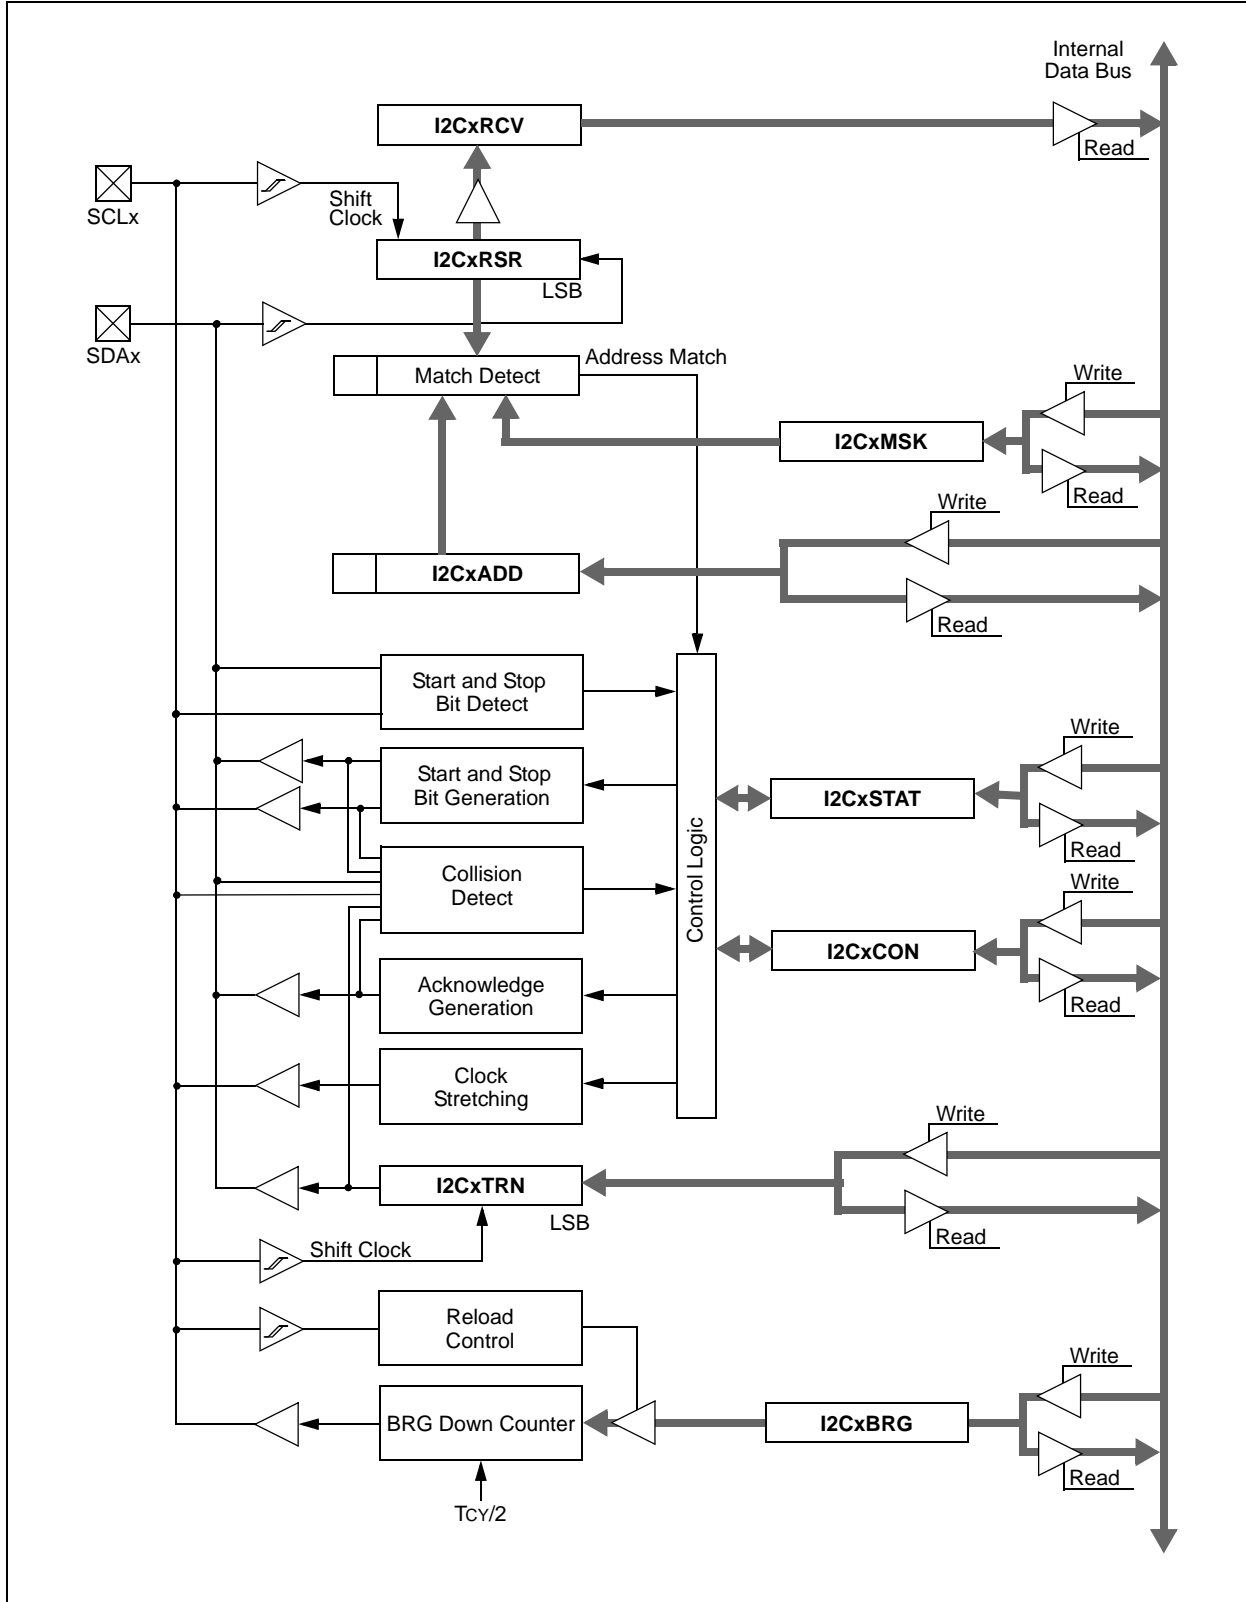 Internal
Data Bus
I2CxRCV
Read
SCLx
Shift
Clock
I2CxRSR
LSB
SDAx
Address Match
Match Detect
Write
I2CxMSK
Read
Write
I2CxADD
Read
Start and Stop
Bit Detect
Write
Start and Stop
Bit Generation
I2CxSTAT
Read
Control Logic
Collision
Detect
Write
I2CxCON
Read
Acknowledge
Generation
Clock
Stretching
Write
I2CxTRN
LSB
Read
Shift Clock
Reload
Control
Write
BRG Down Counter
I2CxBRG
Read
TCY/2